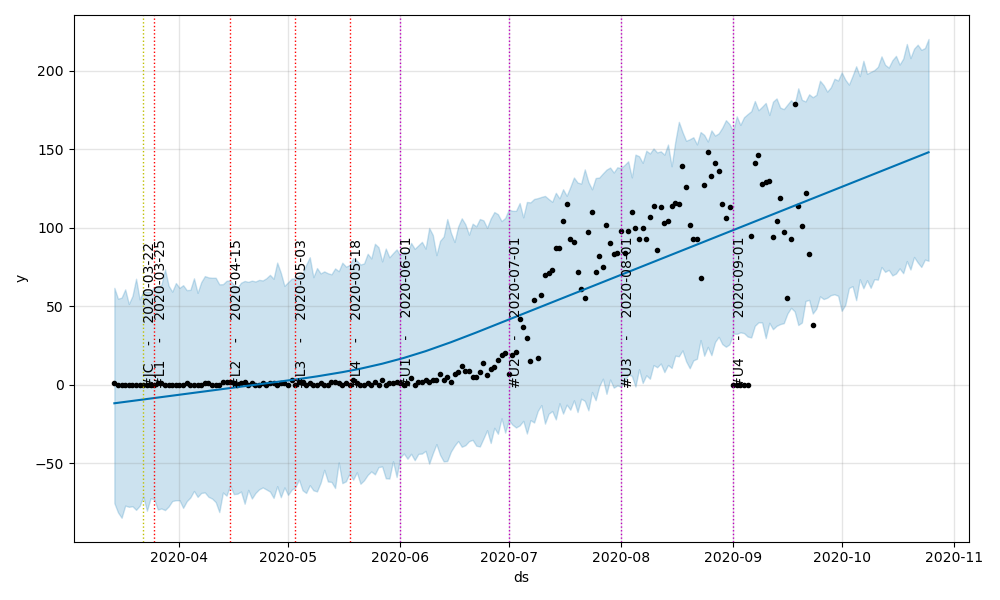 y
200
150
100
50
0
−50
#JC - 2020-03-22
#L1 - 2020-03-25
#L2 - 2020-04-15
#L3 - 2020-05-03
#L4 - 2020-05-18
#U1 - 2020-06-01
#U2 - 2020-07-01
#U3 - 2020-08-01
#U4 - 2020-09-01
2020-04 2020-05 2020-06 2020-07 2020-08 2020-09 2020-10 2020-11
ds